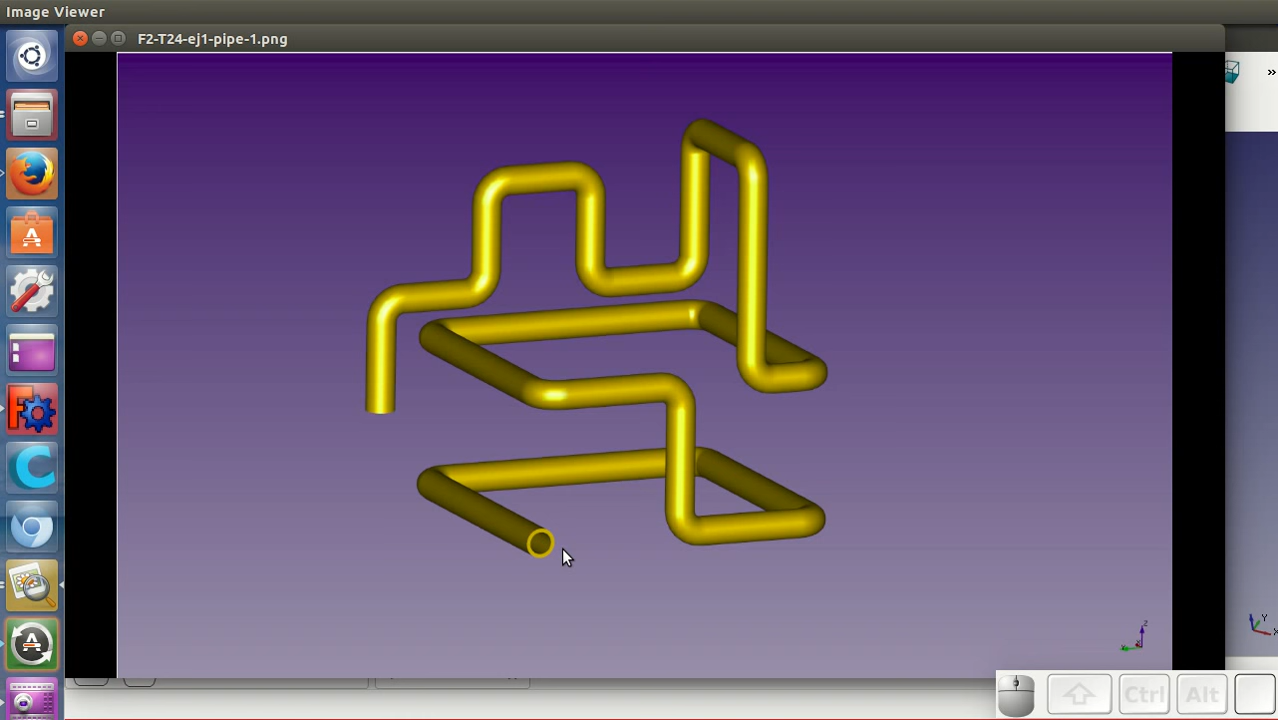 Image Viewer
F2-T24-ej1-pipe-1.png
»
Y
X
Z
Ctrl
Alt